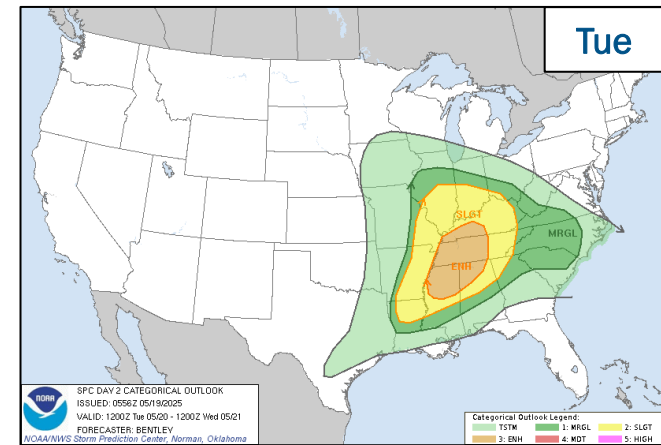 Tue
SLGT
MRGL
ENH
SPC DAY 2 CATEGORICAL OUTLOOK
ISSUED: 0556Z 05/19/2025
VALID: 1200Z Tue 05/20 - 1200Z Wed 05/21
FORECASTER: BENTLEY
NOAA/NWS Storm Prediction Center, Norman, Oklahoma
NOAA
Categorical Outlook Legend:
TSTM 1: MRGL 2: SLGT
3: ENH 4: MDT 5: HIGH